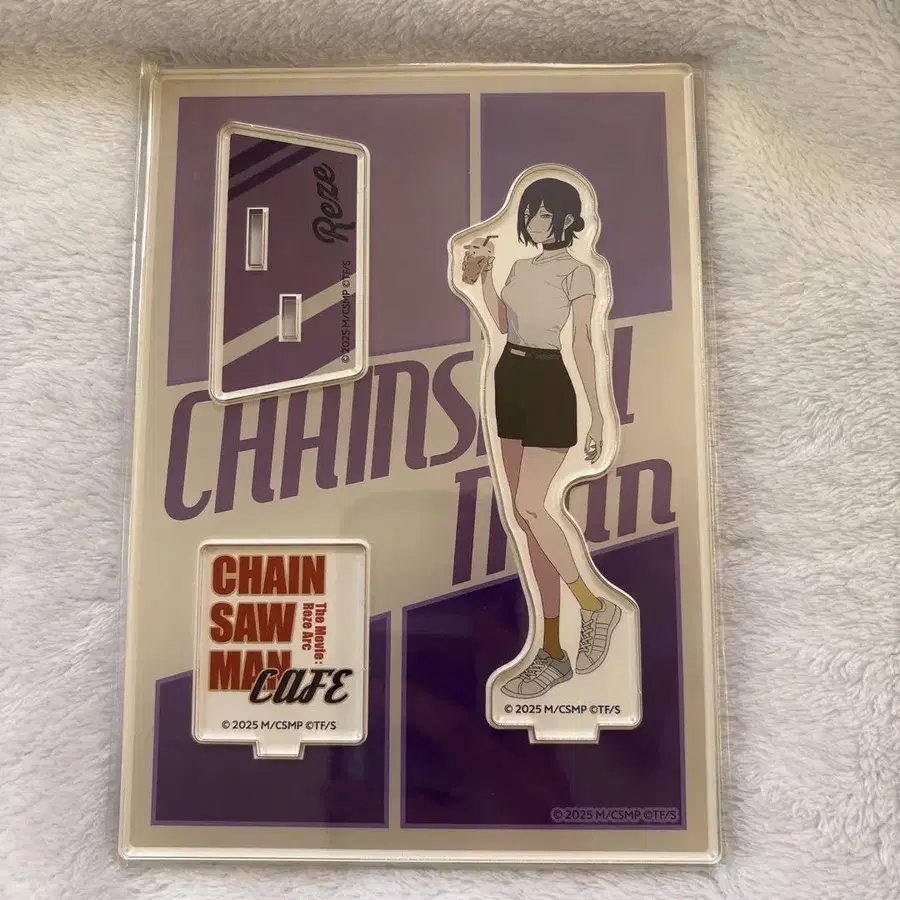 Reze
© 2025 M/CSMP ©TF/S
CHAINSAW
MAN
CHAIN
SAW
MAN
The Movie:
Reze Arc
CAFE
© 2025 M/CSMP ©TF/S
© 2025 M/CSMP ©TF/S
© 2025 M/CSMP ©TF/S